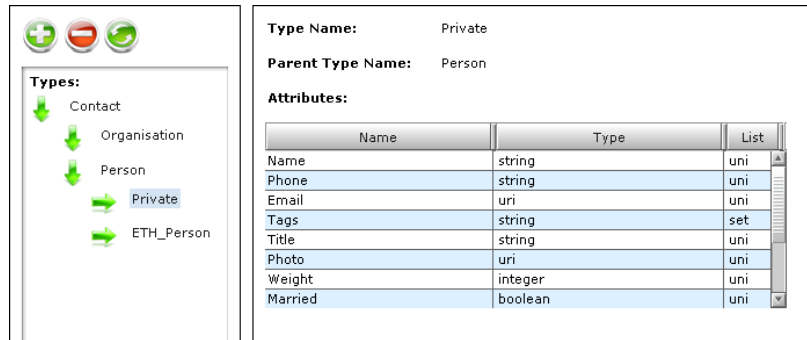 Types:
Contact
Organisation
Person
Private
ETH_Person
Type Name: Private
Parent Type Name: Person
Attributes:
Name Type List
Name string uni
Phone string uni
Email uri uni
Tags string set
Title string uni
Photo uri uni
Weight integer uni
Married boolean uni